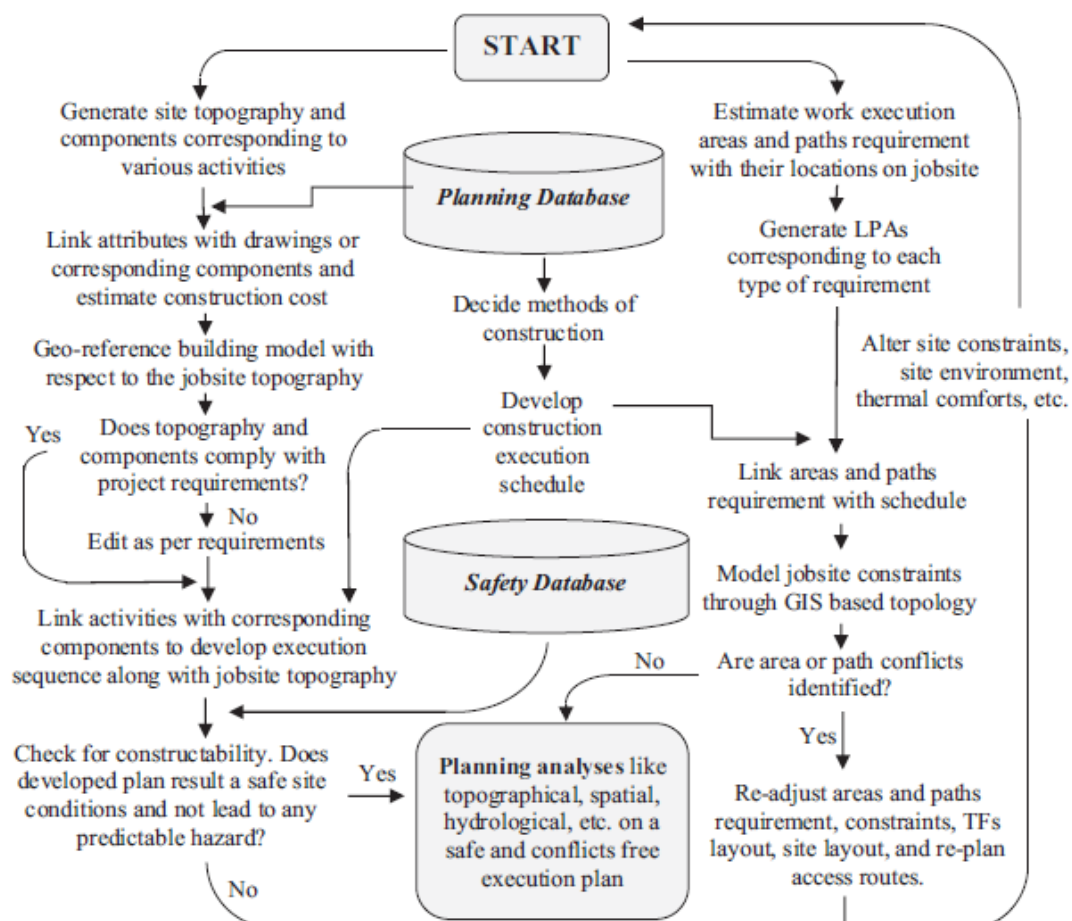 START
Generate site topography and
components corresponding to
various activities
Link attributes with drawings or
corresponding components and
estimate construction cost
Geo-reference building model with
respect to the jobsite topography
Yes
Does topography and
components comply with
project requirements?
No
Edit as per requirements
Link activities with corresponding
components to develop execution
sequence along with jobsite topography
Check for constructability. Does
developed plan result a safe site
conditions and not lead to any
predictable hazard?
Yes
No
Planning Database
Decide methods of
construction
Develop
construction
execution
schedule
Safety Database
Planning analyses like
topographical, spatial,
hydrological, etc. on a
safe and conflicts free
execution plan
Estimate work execution
areas and paths requirement
with their locations on jobsite
Generate LPAs
corresponding to each
type of requirement
Alter site constraints,
site environment,
thermal comforts, etc.
Link areas and paths
requirement with schedule
Model jobsite constraints
through GIS based topology
Are area or path conflicts
identified?
No
Yes
Re-adjust areas and paths
requirement, constraints, TFs
layout, site layout, and re-plan
access routes.